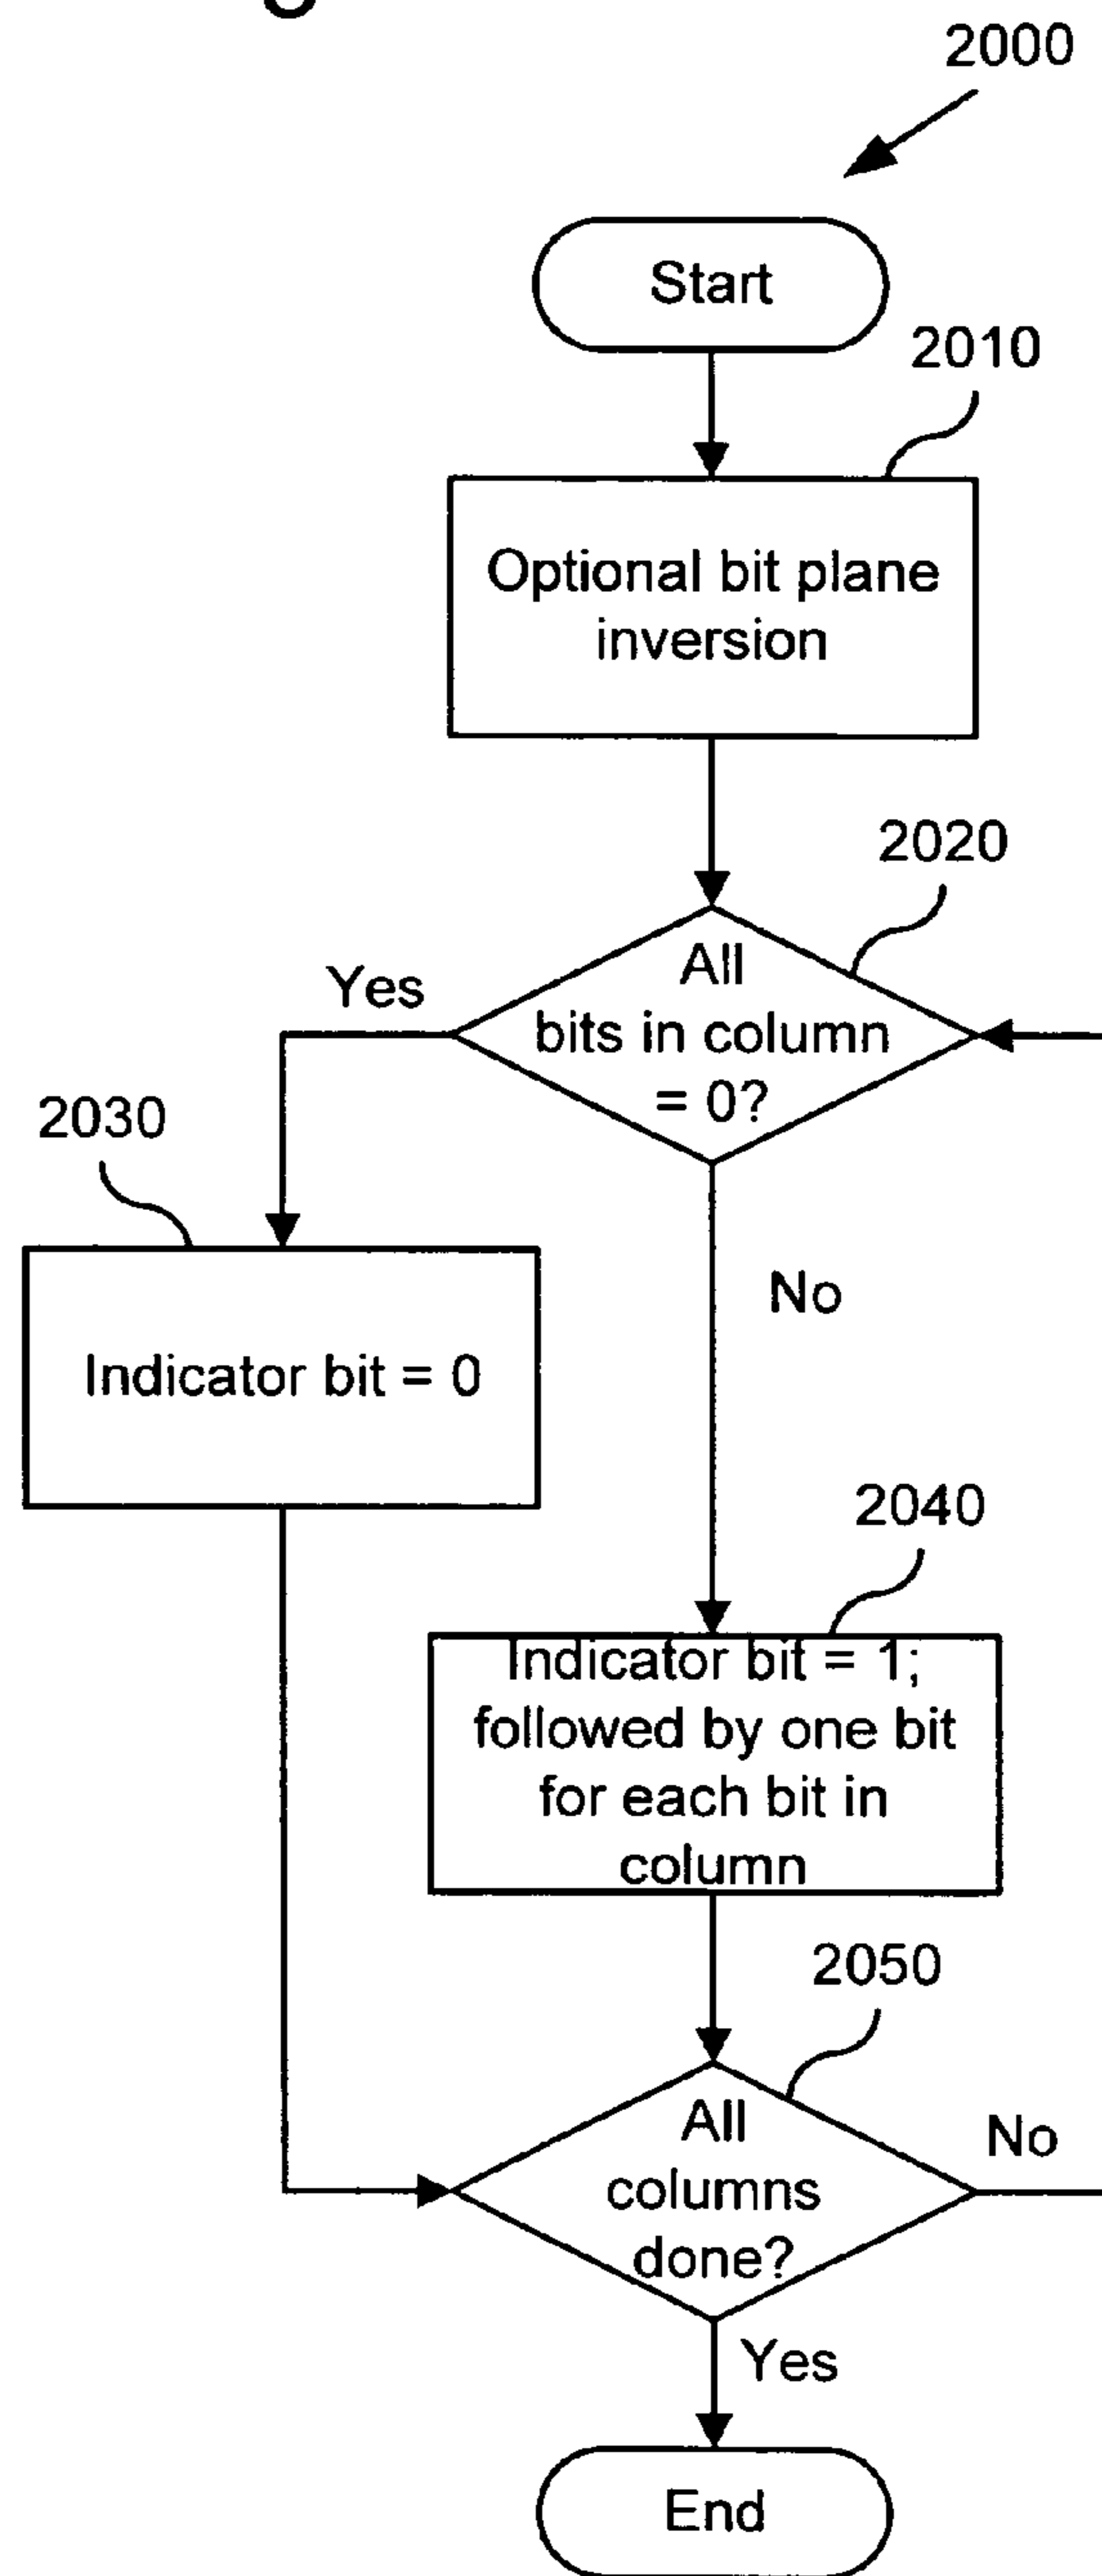 2000
Start
2010
Optional bit plane
inversion
2020
All
bits in column
= 0?
Yes
2030
No
Indicator bit = 0
2040
Indicator bit = 1;
followed by one bit
for each bit in
column
2050
All
columns
done?
No
Yes
End